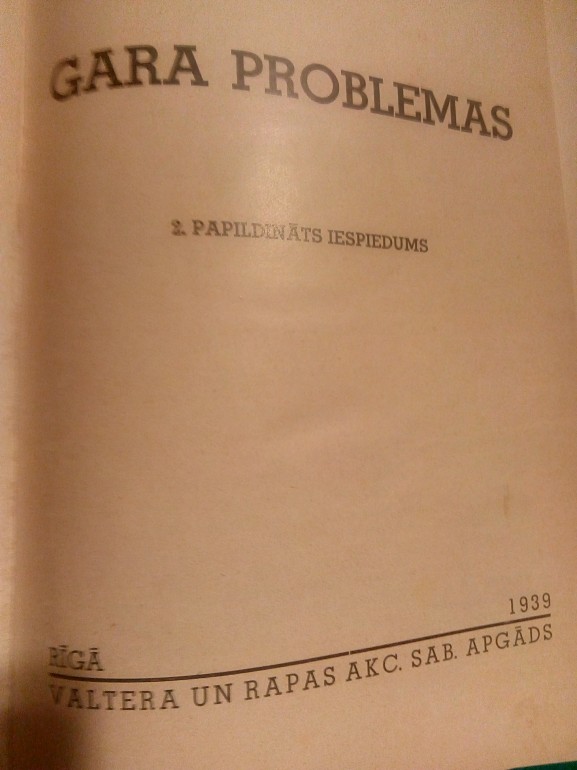 GARA PROBLEMAS
2. PAPILDINĀTS IESPIEDUMS
1939
RĪGĀ
VALTERA UN RAPAS AKC. SAB. APGĀDS